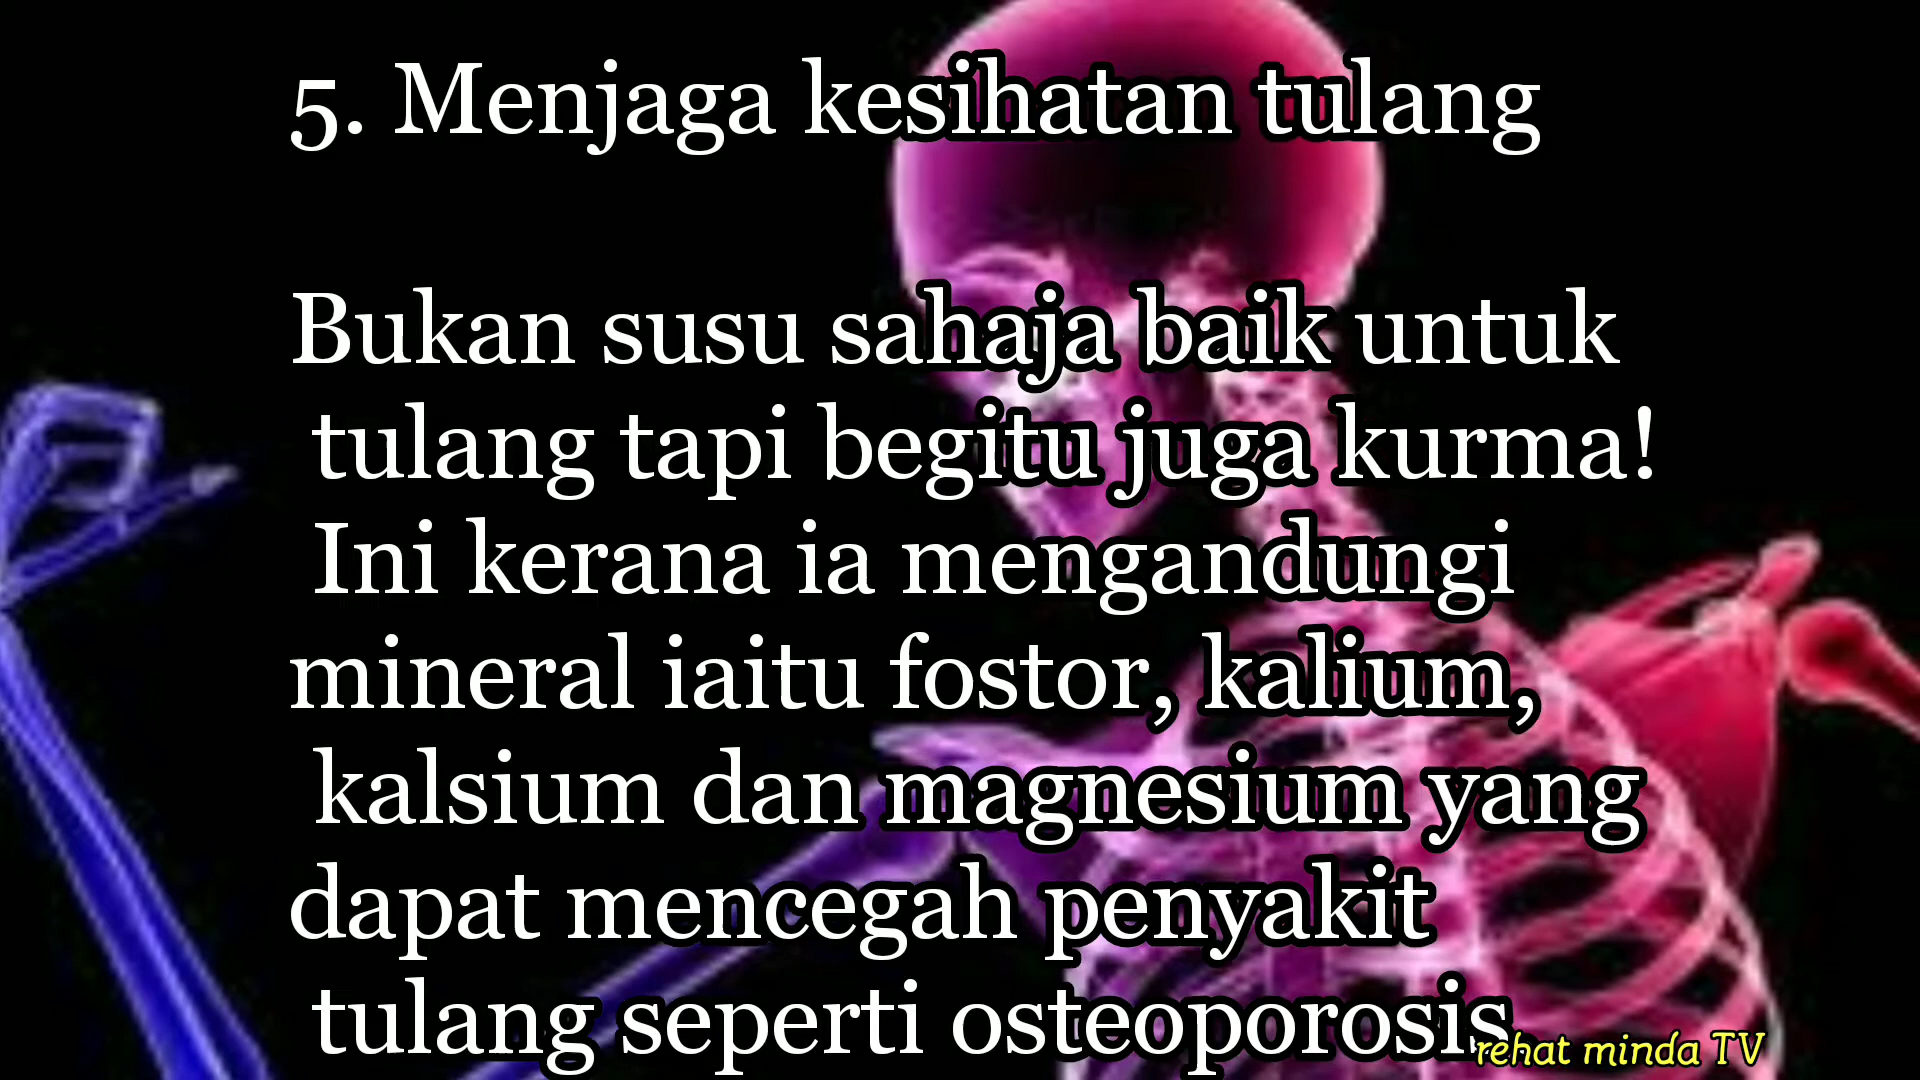 5. Menjaga kesihatan tulang
Bukan susu sahaja baik untuk
tulang tapi begitu juga kurma!
Ini kerana ia mengandungi
mineral iaitu fostor, kalium,
kalsium dan magnesium yang
dapat mencegah penyakit
tulang seperti osteoporosis
rehat minda TV